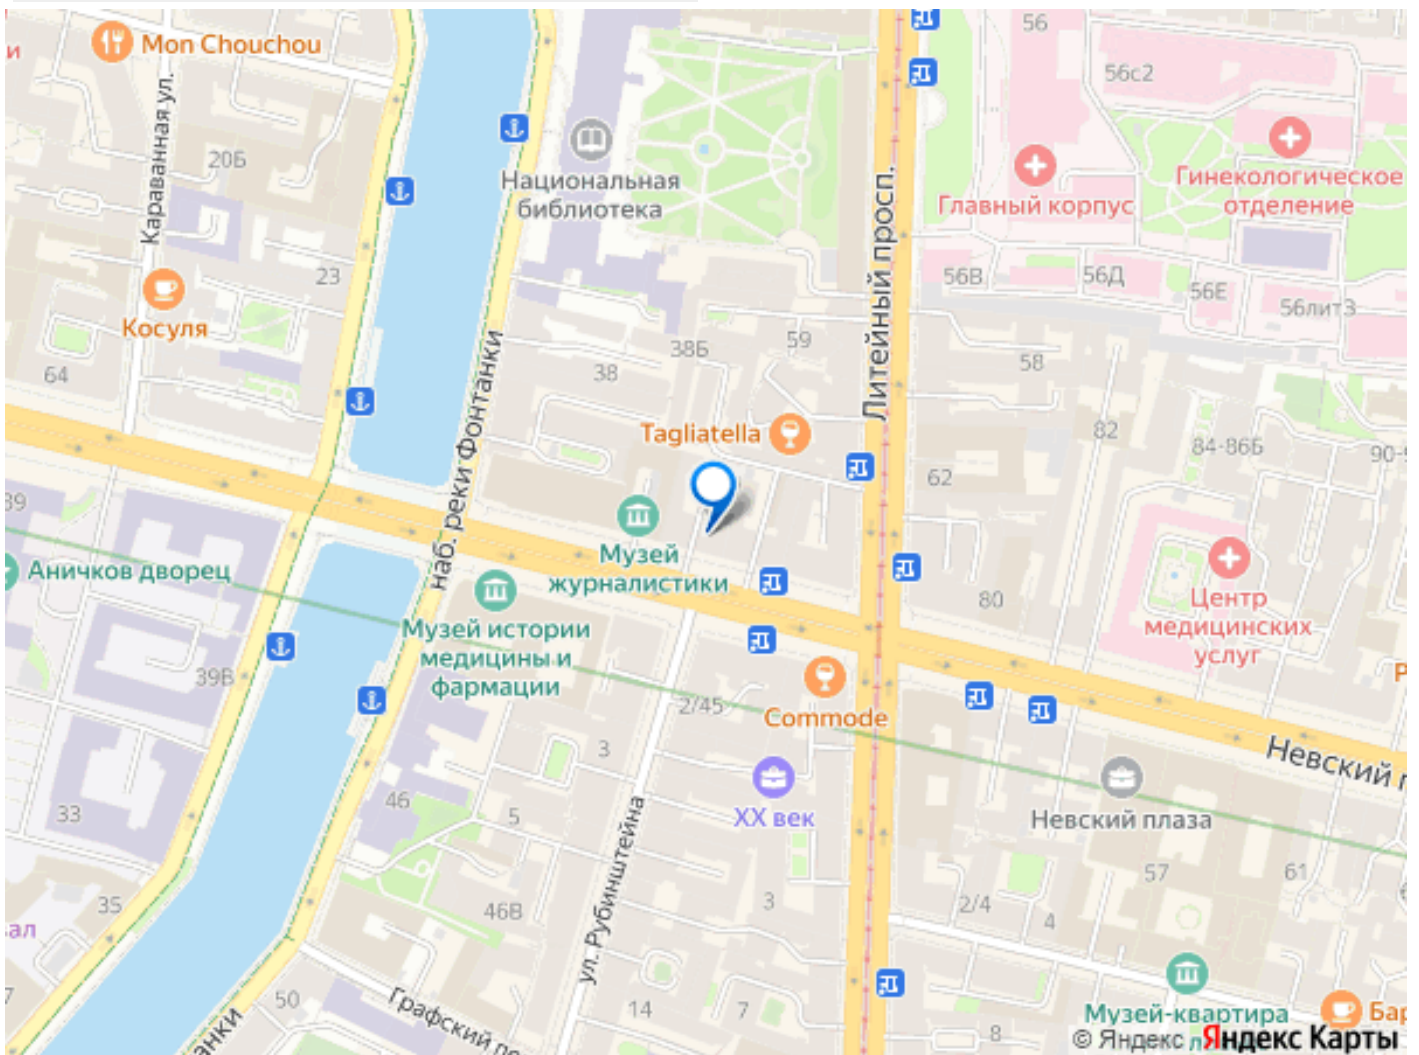 Mon Chouchou
и
Караванная ул.
20Б
23
Косуля
64
56
56с2
Национальная
библиотека
Литейный просп.
Главный корпус
Гинекологическое
отделение
56В
56Д
56Е
56лит3
59
38Б
38
58
Tagliatella
82
84-86Б
90-
62
наб. реки Фонтанки
39
Аничков дворец
Музей
журналистики
Музей истории
медицины и
фармации
80
Центр
медицинских
услуг
39В
2/45
Commode
Невский п
3
46
5
ул. Рубинштейна
ХХ век
Невский плаза
33
57
61
35
46В
3
2/4
4
ал
50
Графский пе
14
7
8
анки
Музей-квартира
Бар
© Яндекс
Яндекс Карты